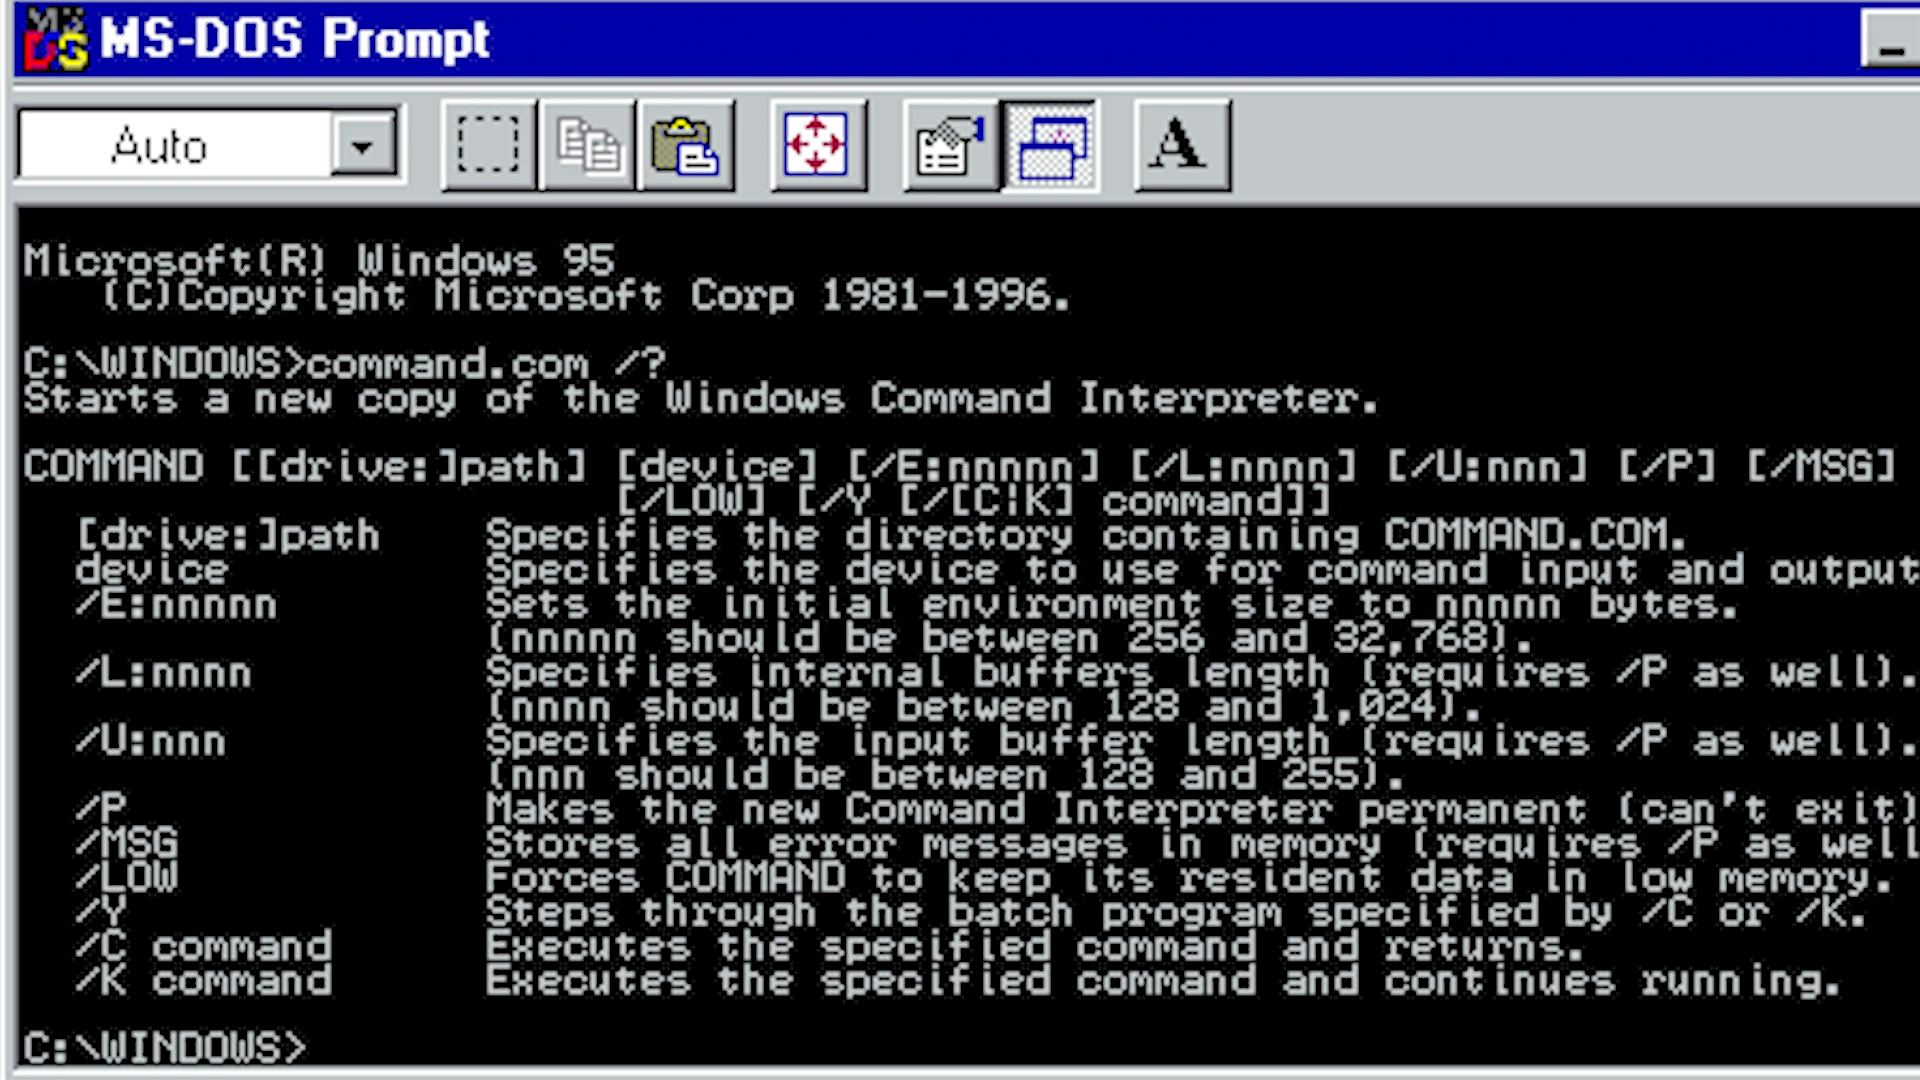 MS-DOS Prompt
Auto
A
Microsoft(R) Windows 95
(C)Copyright Microsoft Corp 1981-1996.
C:\WINDOWS>command.com /?
Starts a new copy of the Windows Command Interpreter.
COMMAND [[drive:]path] [device] [/E:nnnnn] [/L:nnnn] [/U:nnn] [/P] [/MSG]
[/LOW] [/Y [/[C¦K] command]]
[drive:]path Specifies the directory containing COMMAND.COM.
device Specifies the device to use for command input and output
/E:nnnnn Sets the initial environment size to nnnnn bytes.
(nnnnn should be between 256 and 32,768).
/L:nnnn Specifies internal buffers length (requires /P as well).
(nnnn should be between 128 and 1,024).
/U:nnn Specifies the input buffer length (requires /P as well).
(nnn should be between 128 and 255).
/P Makes the new Command Interpreter permanent (can't exit)
/MSG Stores all error messages in memory (requires /P as well
/LOW Forces COMMAND to keep its resident data in low memory.
/Y Steps through the batch program specified by /C or /K.
/C command Executes the specified command and returns.
/K command Executes the specified command and continues running.
C:\WINDOWS>